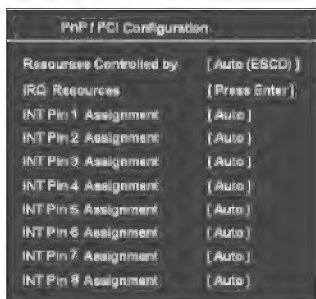 PnP / PCI Configuration
Resourses Controlled by [Auto (ESCD)]
IRQ Resources [Press Enter]
INT Pin 1 Assignment [Auto]
INT Pin 2 Assignment [Auto]
INT Pin 3 Assignment [Auto]
INT Pin 4 Assignment [Auto]
INT Pin 5 Assignment [Auto]
INT Pin 6 Assignment [Auto]
INT Pin 7 Assignment [Auto]
INT Pin 8 Assignment [Auto]